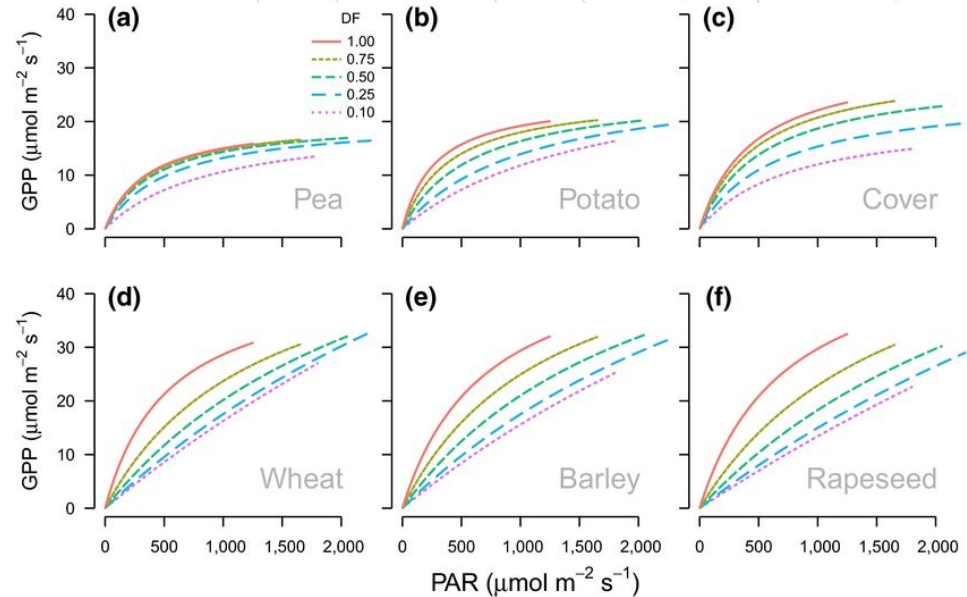 (a)
(b)
(c)
DF
1.00
0.75
0.50
0.25
0.10
40
30
20
10
0
GPP (μmol m−2 s−1)
Pea
Potato
Cover
(d)
(e)
(f)
40
30
20
10
0
GPP (μmol m−2 s−1)
Wheat
Barley
Rapeseed
0 500 1,000 1,500 2,000
0 500 1,000 1,500 2,000
0 500 1,000 1,500 2,000
PAR (μmol m−2 s−1)